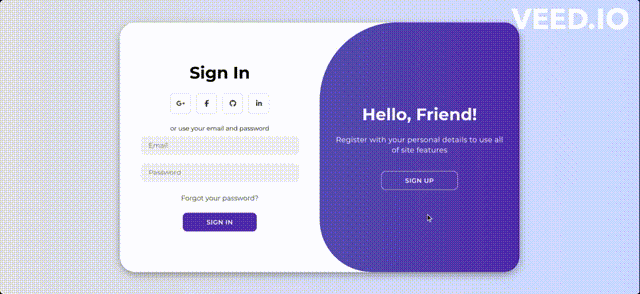 VEED.IO
Sign In
G+ f in
or use your email and password
Email
Password
Forgot your password?
SIGN IN
Hello, Friend!
Register with your personal details to use all
of site features
SIGN UP